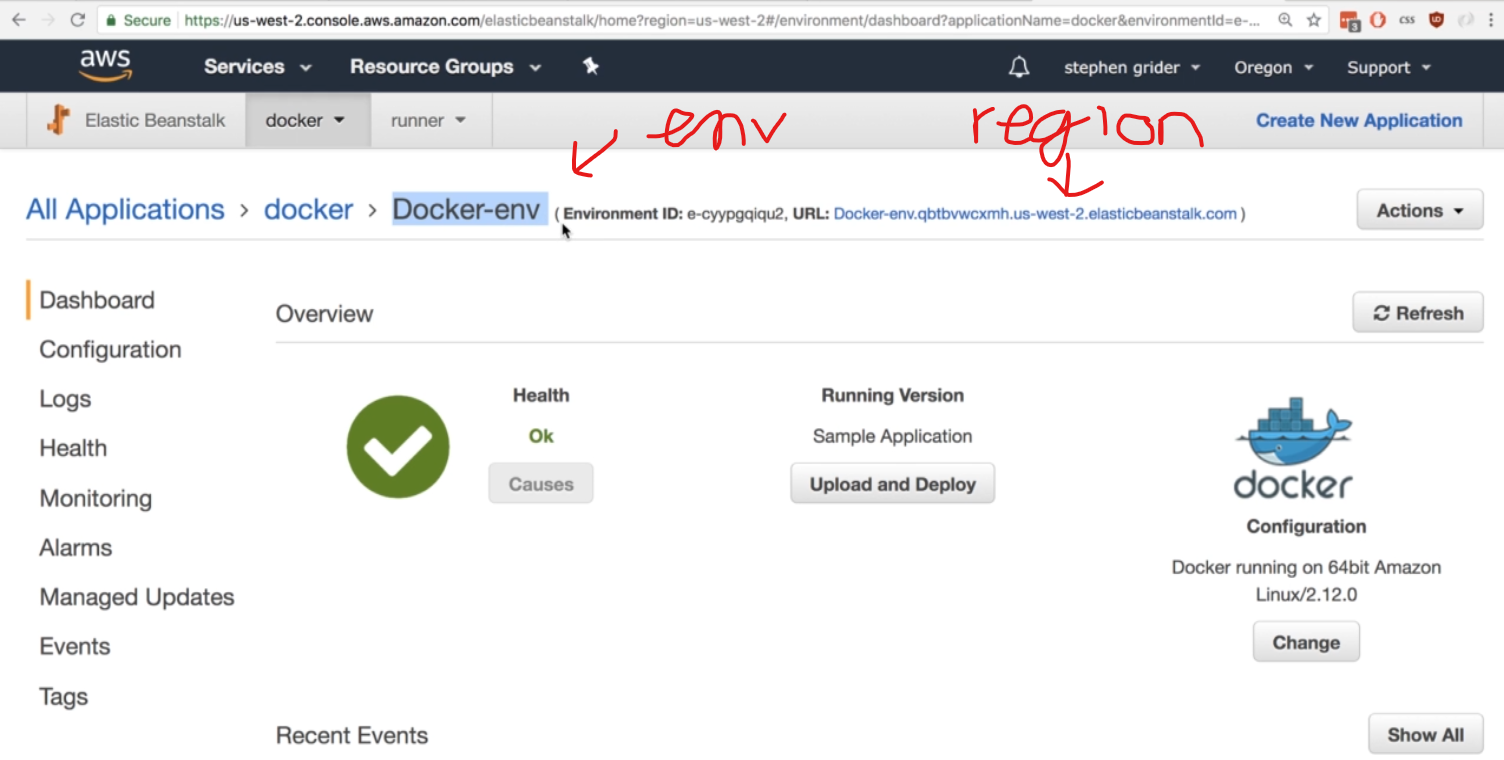 Secure https://us-west-2.console.aws.amazon.com/elasticbeanstalk/home?region=us-west-2#/environment/dashboard?applicationName=docker&environmentId=e-... 3 css
aws Services Resource Groups stephen grider Oregon Support
Elastic Beanstalk docker runner Create New Application
env region
All Applications > docker > Docker-env ( Environment ID: e-cyypgqiqu2, URL: Docker-env.qbtbvwcxmh.us-west-2.elasticbeanstalk.com ) Actions
Dashboard
Configuration
Logs
Health
Monitoring
Alarms
Managed Updates
Events
Tags
Overview Refresh
Health
Ok
Causes
Running Version
Sample Application
Upload and Deploy
docker
Configuration
Docker running on 64bit Amazon
Linux/2.12.0
Change
Recent Events Show All